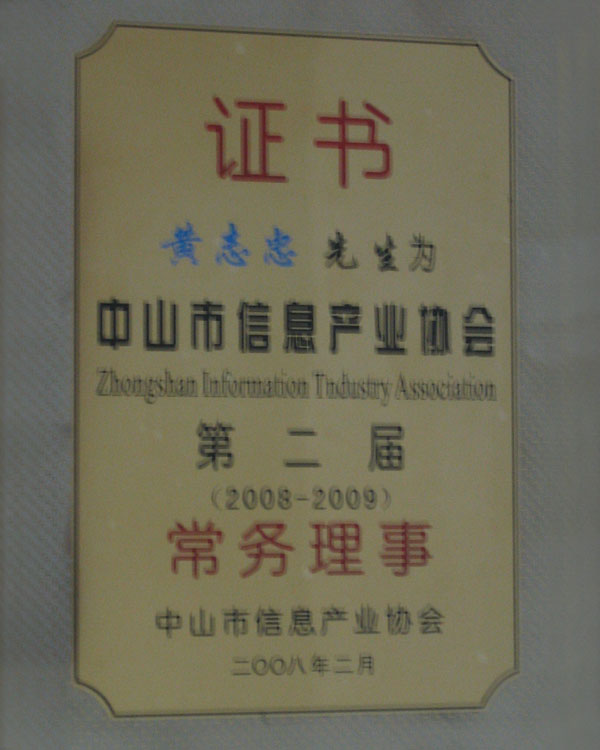 证书
黄志忠 先生为
中山市信息产业协会
Zhongshan Information Tndustry Association
第二届
(2008-2009)
常务理事
中山市信息产业协会
二〇〇八年二月